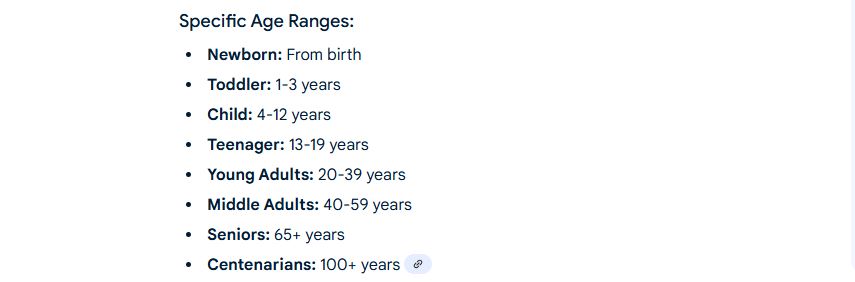 Specific Age Ranges:
• Newborn: From birth
• Toddler: 1-3 years
• Child: 4-12 years
• Teenager: 13-19 years
• Young Adults: 20-39 years
• Middle Adults: 40-59 years
• Seniors: 65+ years
• Centenarians: 100+ years